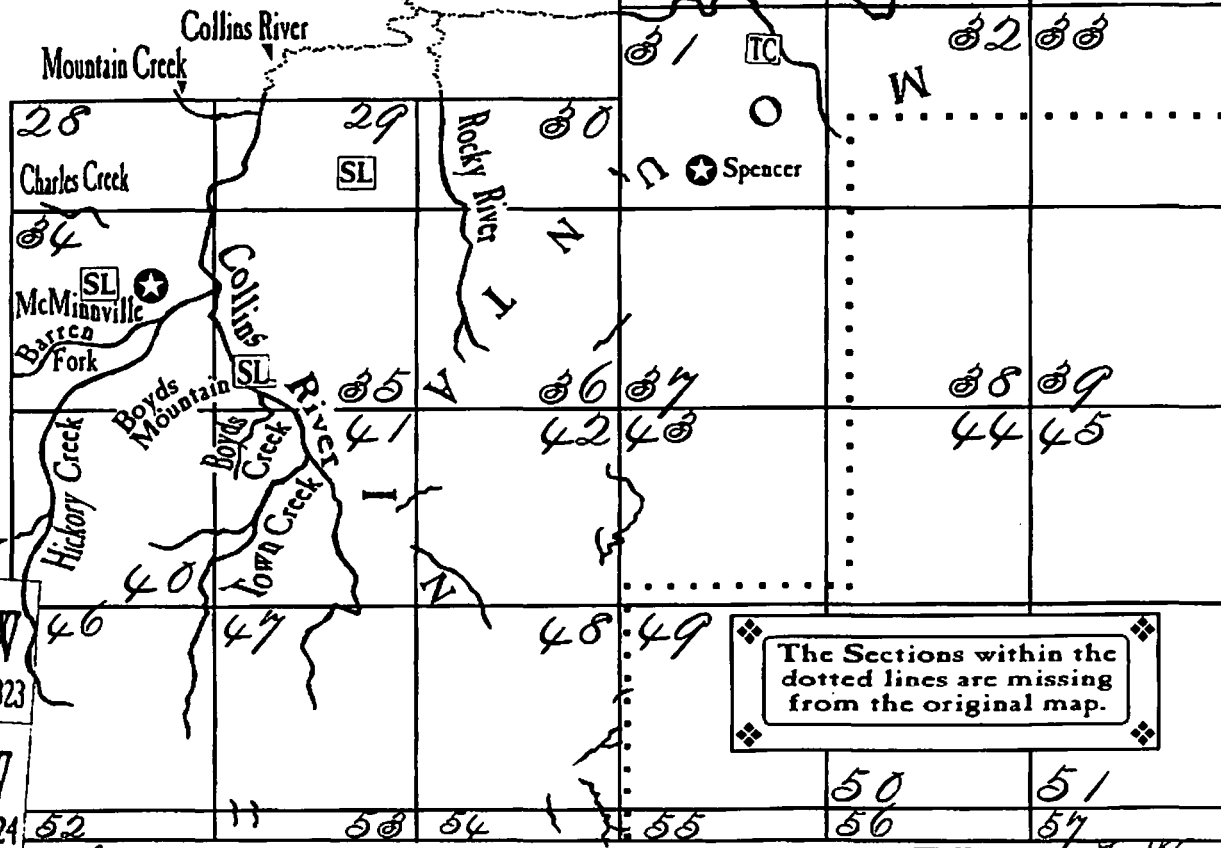 Collins River
Mountain Creek
31
TC
32
33
M
28
29
30
Rocky River
O
SL
Charles Creek
U
Spencer
34
N
Collins River
SL
McMinnville
T
Barren
Fork
SL
Boyds
Mountain
35
A
36
37
38
39
41
42
43
44
45
Boyds
Creek
Hickory Creek
I
Town Creek
40
N
46
47
48
49
The Sections within the
dotted lines are missing
from the original map.
50
51
52
53
54
55
56
57